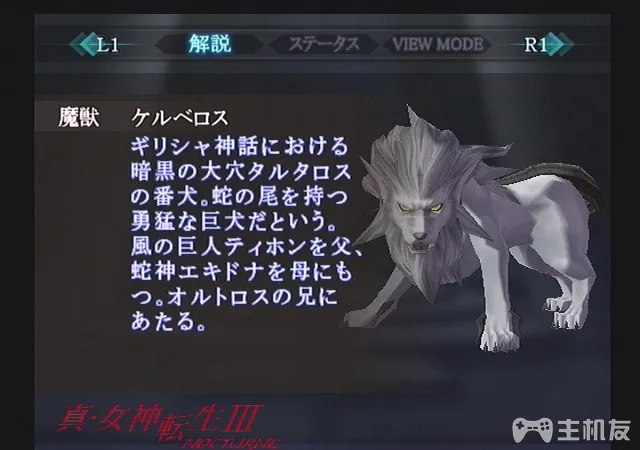 L1 解説 ステータス VIEW MODE R1
魔獣 ケルベロス
ギリシャ神話における
暗黒の大穴タルタロス
の番犬。蛇の尾を持つ
勇猛な巨犬だという。
風の巨人ティホンを父、
蛇神エキドナを母にも
つ。オルトロスの兄に
あたる。
真・女神転生III
NOCTURNE
主机友